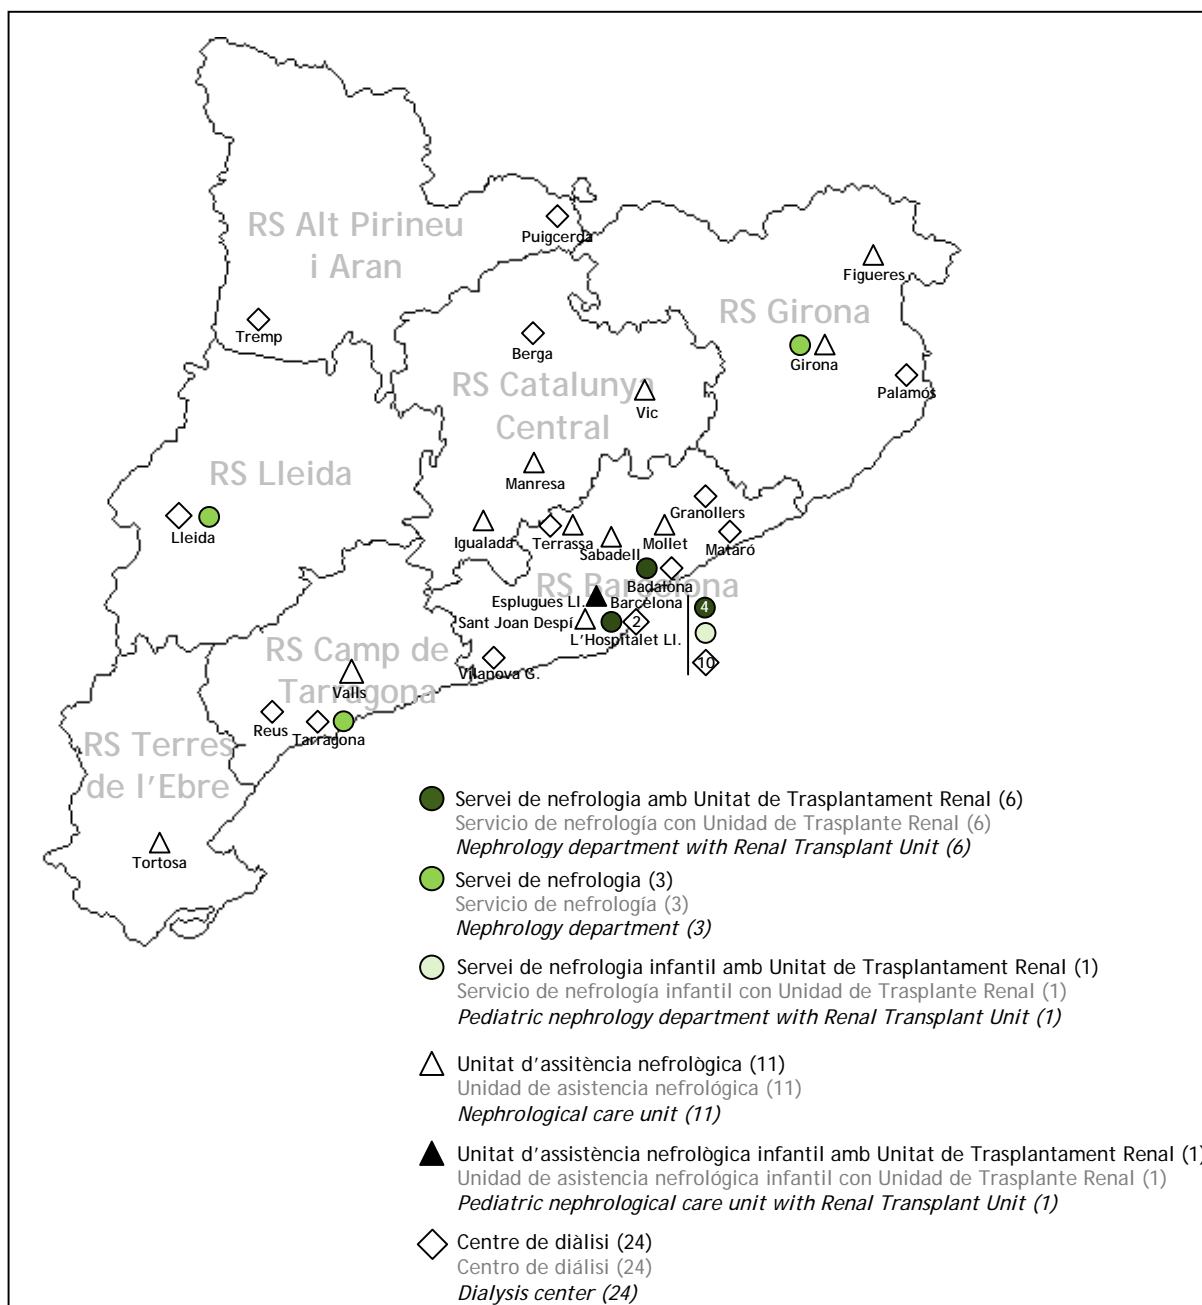 RS Alt Pirineu
i Aran
Puigcerdà
Figueres
RS Girona
Tremp
Berga
Girona
RS Catalunya
Central
Palamós
Vic
RS Lleida
Manresa
Granollers
Lleida
Igualada
Terrassa
Sabadell
Mollet
Mataró
RS Barcelona
Badalona
Esplugues Ll.
Barcelona
4
Sant Joan Despí
2
L'Hospitalet Ll.
RS Camp de
Tarragona
Vilanova G.
10
Valls
Reus
Tarragona
RS Terres
de l'Ebre
Tortosa
Servei de nefrologia amb Unitat de Trasplantament Renal (6)
Servicio de nefrología con Unidad de Trasplante Renal (6)
Nephrology department with Renal Transplant Unit (6)
Servei de nefrologia (3)
Servicio de nefrología (3)
Nephrology department (3)
Servei de nefrologia infantil amb Unitat de Trasplantament Renal (1)
Servicio de nefrología infantil con Unidad de Trasplante Renal (1)
Pediatric nephrology department with Renal Transplant Unit (1)
Unitat d'assitència nefrològica (11)
Unidad de asistencia nefrológica (11)
Nephrological care unit (11)
Unitat d'assistència nefrològica infantil amb Unitat de Trasplantament Renal (1)
Unidad de asistencia nefrológica infantil con Unidad de Trasplante Renal (1)
Pediatric nephrological care unit with Renal Transplant Unit (1)
Centre de diàlisi (24)
Centro de diálisi (24)
Dialysis center (24)